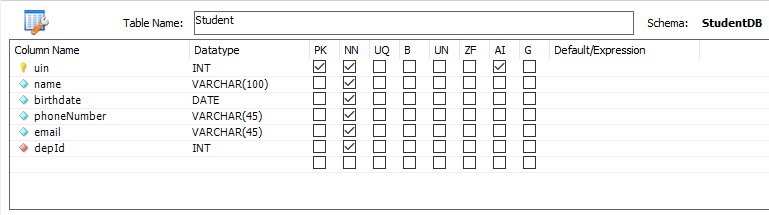 Table Name: Student Schema: StudentDB
Column Name Datatype PK NN UQ B UN ZF AI G Default/Expression
uin INT
name VARCHAR(100)
birthdate DATE
phoneNumber VARCHAR(45)
email VARCHAR(45)
depId INT